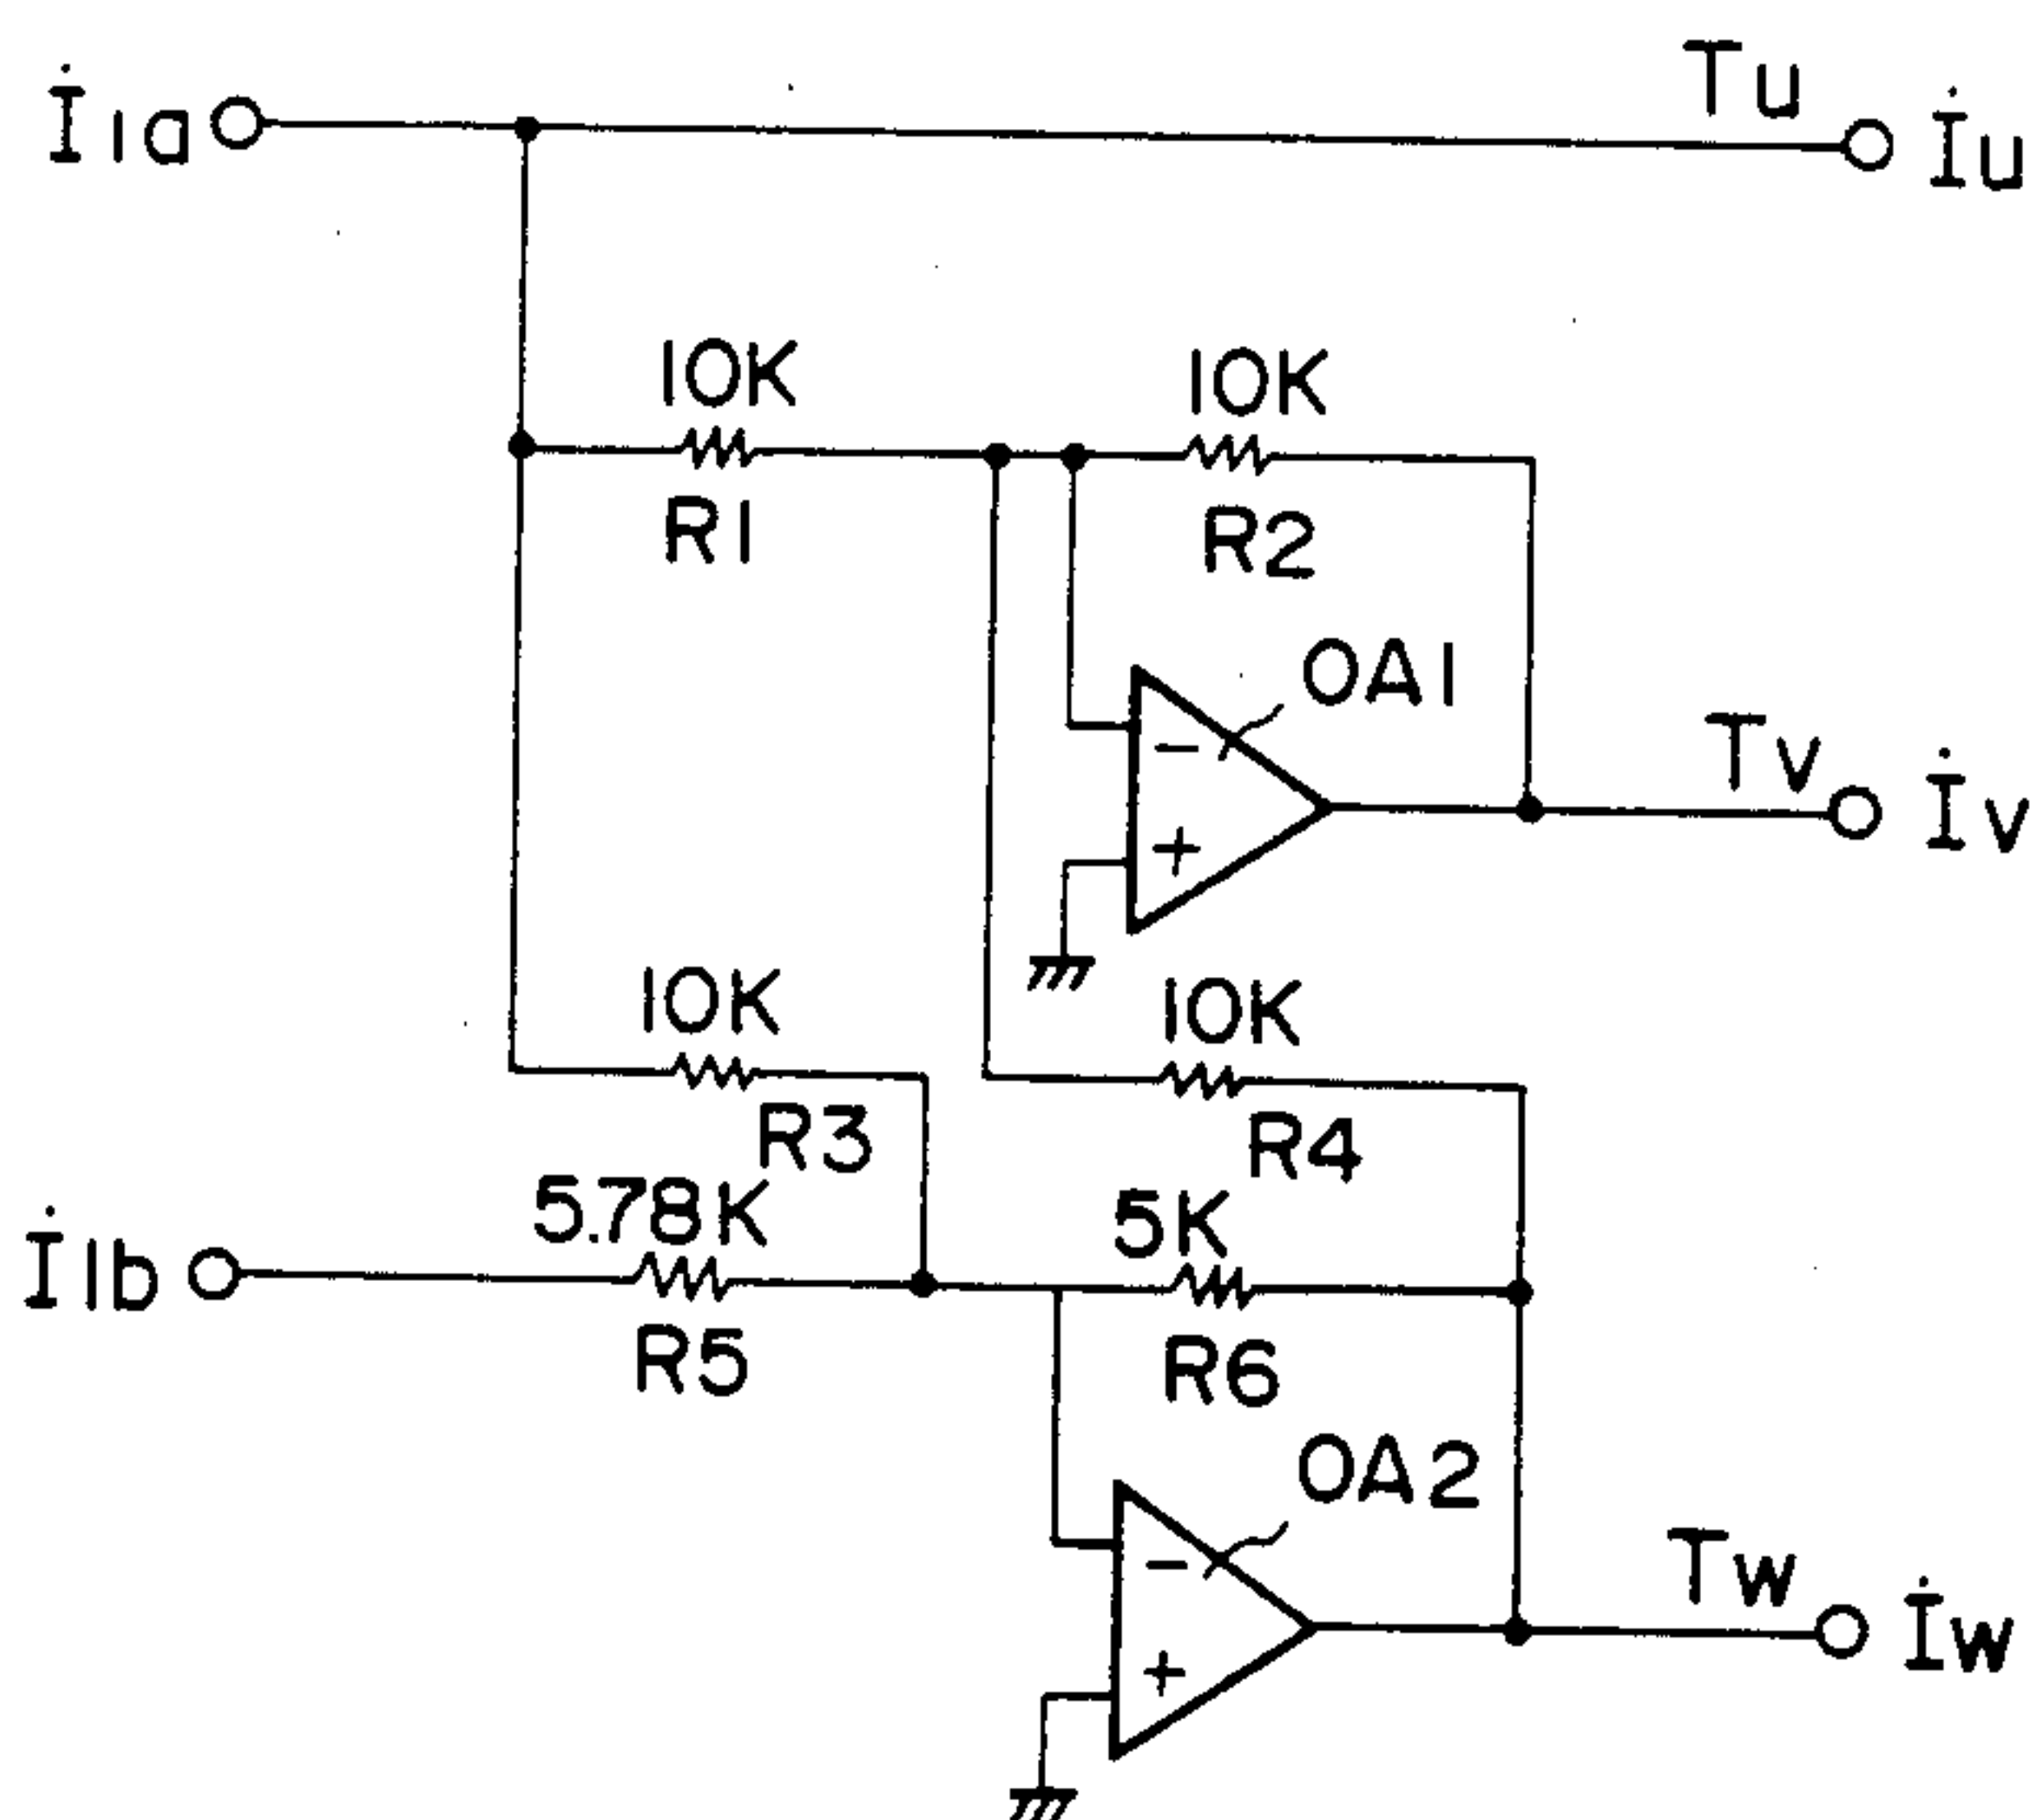 İ1a
Tu
İu
10K
10K
R1
R2
OA1
-
+
Tv
İv
10K
10K
R3
R4
5.78K
5K
İ1b
R5
R6
OA2
-
+
Tw
İw